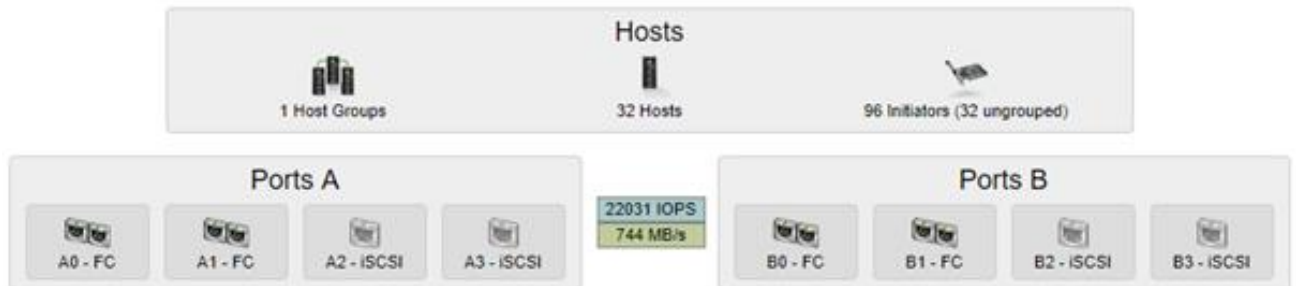 Hosts
1 Host Groups
32 Hosts
96 Initiators (32 ungrouped)
Ports A
Ports B
22031 IOPS
744 MB/s
A0 - FC
A1 - FC
A2 - iSCSI
A3 - iSCSI
B0 - FC
B1 - FC
B2 - iSCSI
B3 - iSCSI